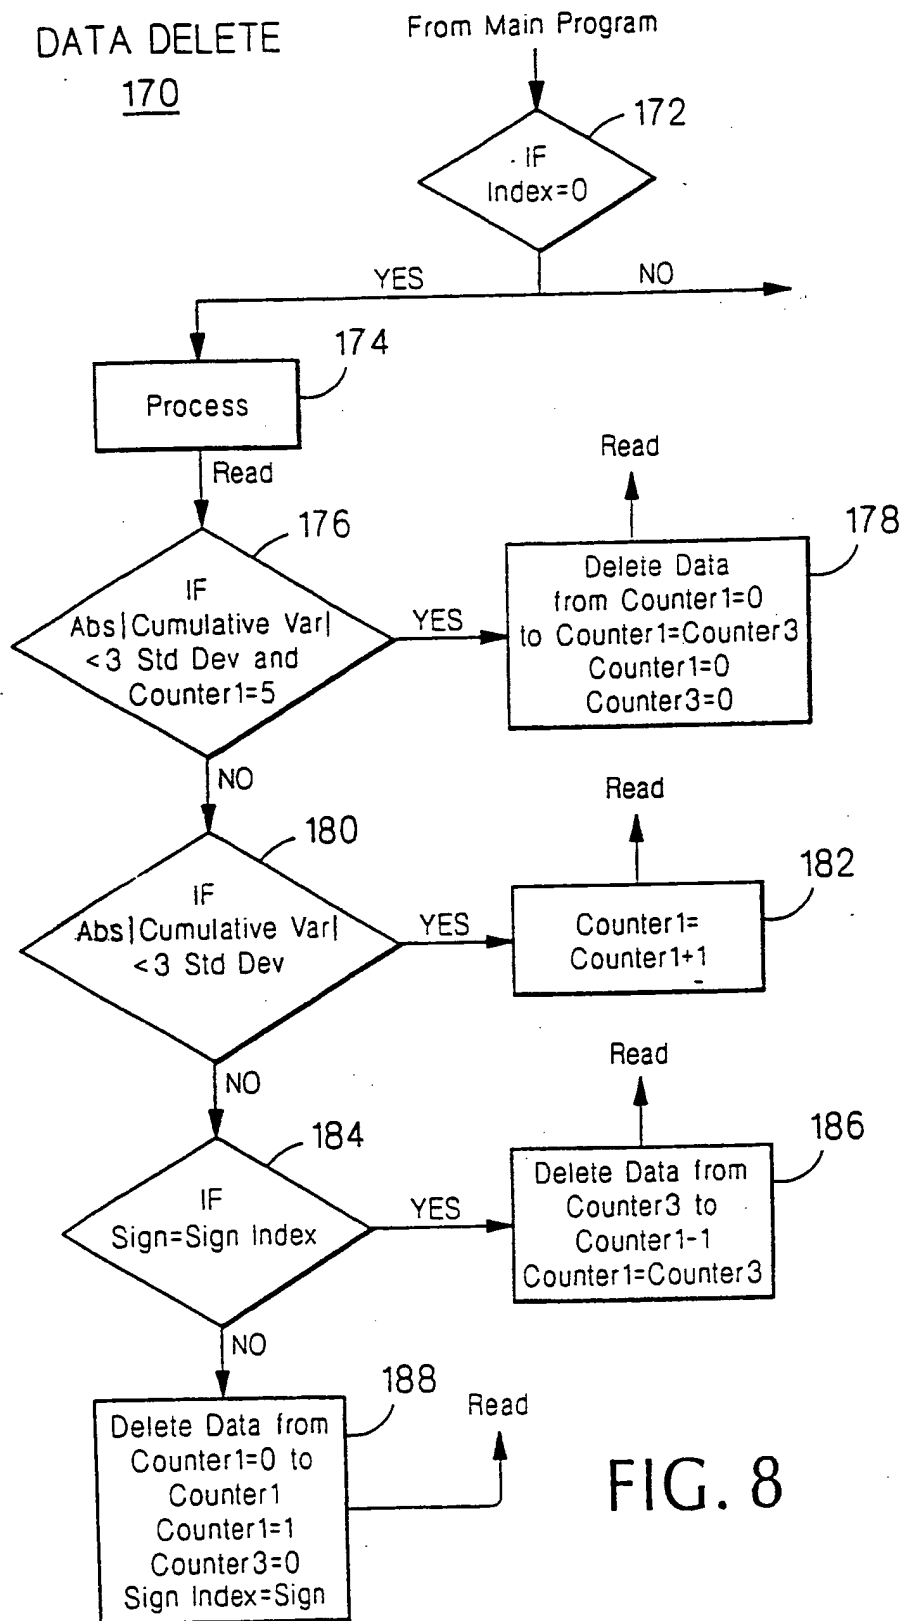 DATA DELETE
170
From Main Program
172
IF
Index=0
YES
NO
174
Process
Read
Read
176
178
IF
Abs|Cumulative Var|
<3 Std Dev and
Counter1=5
YES
Delete Data
from Counter1=0
to Counter1=Counter3
Counter1=0
Counter3=0
NO
Read
180
182
IF
Abs|Cumulative Var|
<3 Std Dev
YES
Counter1=
Counter1+1
NO
Read
184
186
IF
Sign=Sign Index
YES
Delete Data from
Counter3 to
Counter1-1
Counter1=Counter3
NO
188
Read
Delete Data from
Counter1=0 to
Counter1
Counter1=1
Counter3=0
Sign Index=Sign
FIG. 8